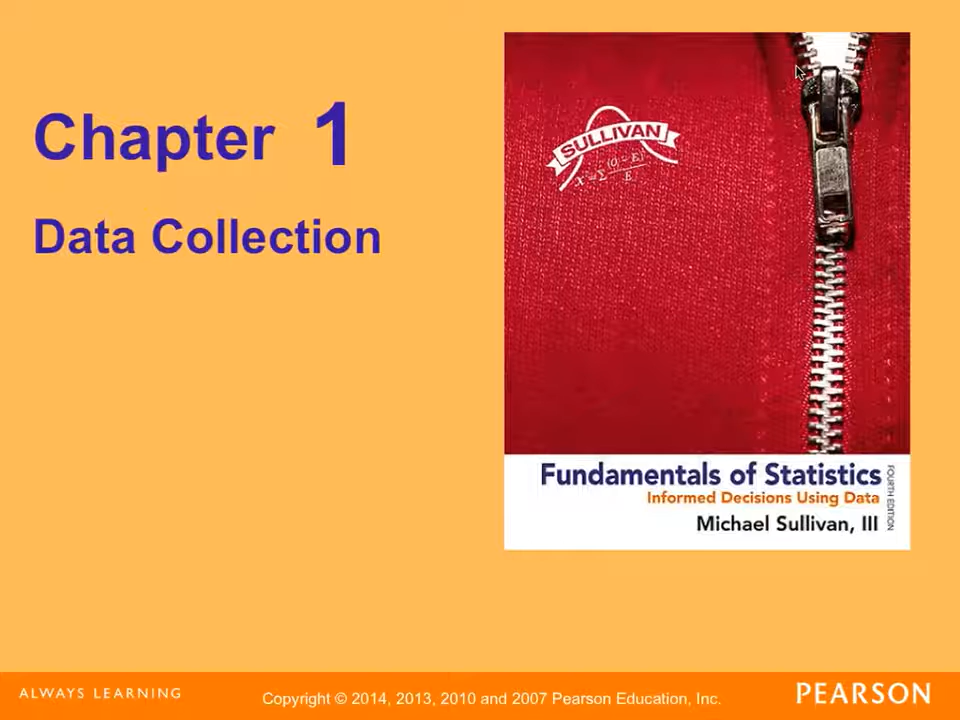 Chapter 1
Data Collection
SULLIVAN
Fundamentals of Statistics
Informed Decisions Using Data
Michael Sullivan, III
FOURTH EDITION
ALWAYS LEARNING
Copyright © 2014, 2013, 2010 and 2007 Pearson Education, Inc.
PEARSON